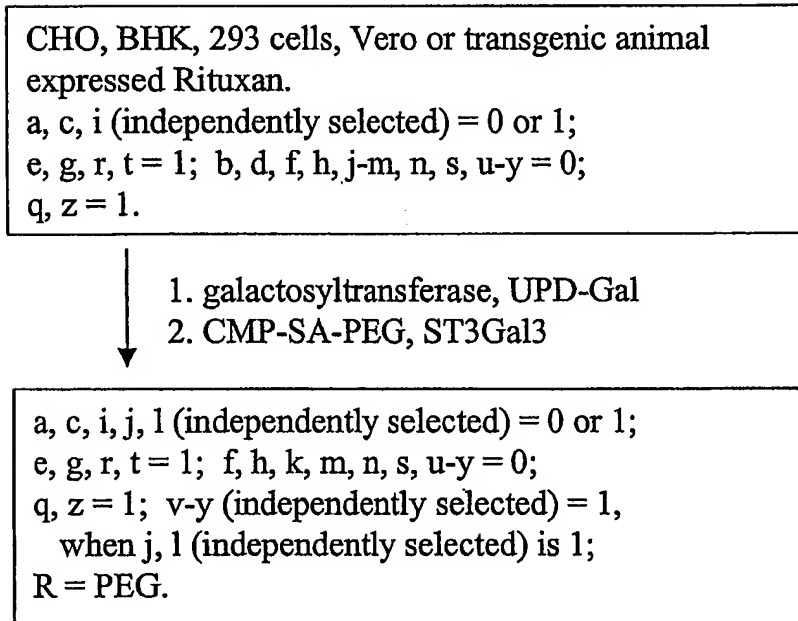 CHO, BHK, 293 cells, Vero or transgenic animal
expressed Rituxan.
a, c, i (independently selected) = 0 or 1;
e, g, r, t = 1; b, d, f, h, j-m, n, s, u-y = 0;
q, z = 1.
1. galactosyltransferase, UPD-Gal
2. CMP-SA-PEG, ST3Gal3
a, c, i, j, l (independently selected) = 0 or 1;
e, g, r, t = 1; f, h, k, m, n, s, u-y = 0;
q, z = 1; v-y (independently selected) = 1,
when j, l (independently selected) is 1;
R = PEG.